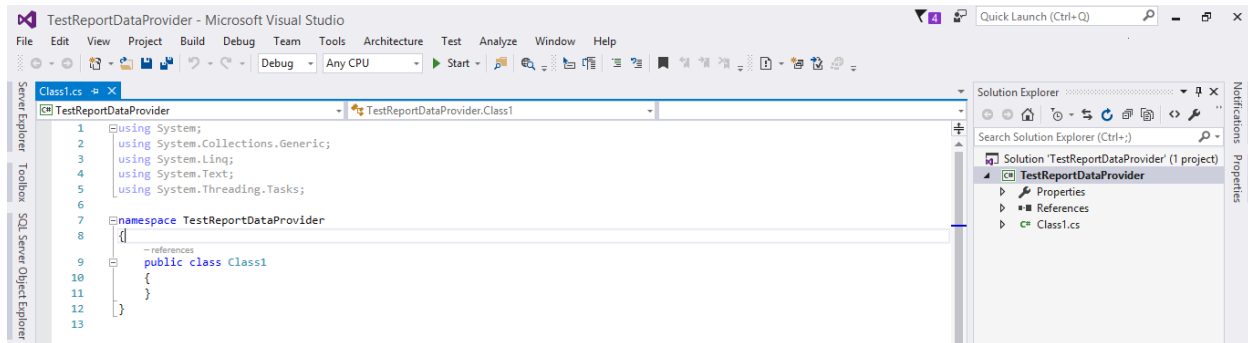 TestReportDataProvider - Microsoft Visual Studio
4
Quick Launch (Ctrl+Q)
File Edit View Project Build Debug Team Tools Architecture Test Analyze Window Help
Debug Any CPU Start
Server Explorer
Toolbox
SQL Server Object Explorer
Class1.cs
C# TestReportDataProvider
TestReportDataProvider.Class1
1 using System;
2 using System.Collections.Generic;
3 using System.Linq;
4 using System.Text;
5 using System.Threading.Tasks;
6
7 namespace TestReportDataProvider
8 {
– references
9 public class Class1
10 {
11 }
12 }
13
Solution Explorer
Search Solution Explorer (Ctrl+;)
Solution 'TestReportDataProvider' (1 project)
C# TestReportDataProvider
Properties
References
C# Class1.cs
Notifications
Properties